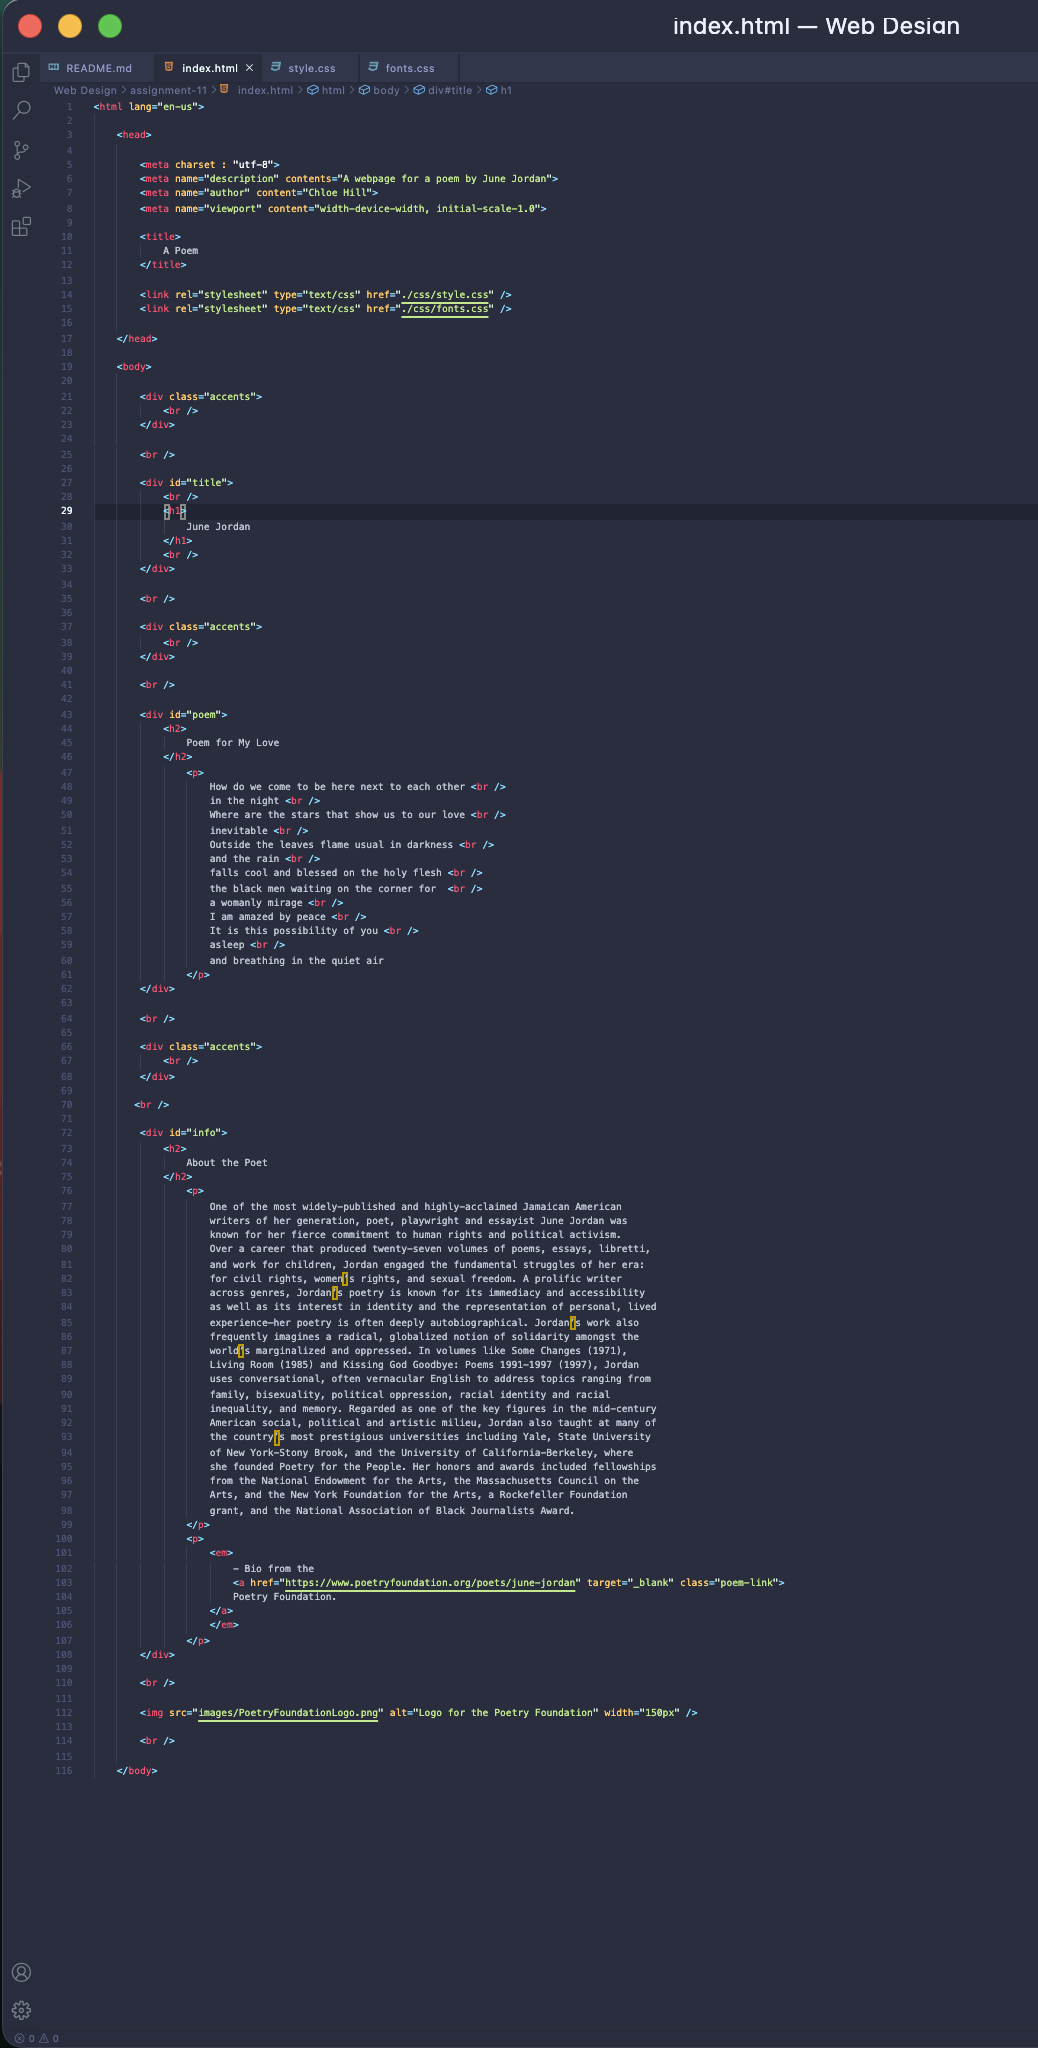 index.html — Web Design
README.md index.html × style.css fonts.css
Web Design > assignment-11 > index.html > html > body > div#title > h1
1 <html lang="en-us">
2
3 <head>
4
5 <meta charset : "utf-8">
6 <meta name="description" contents="A webpage for a poem by June Jordan">
7 <meta name="author" content="Chloe Hill">
8 <meta name="viewport" content="width-device-width, initial-scale-1.0">
9
10 <title>
11 A Poem
12 </title>
13
14 <link rel="stylesheet" type="text/css" href="./css/style.css" />
15 <link rel="stylesheet" type="text/css" href="./css/fonts.css" />
16
17 </head>
18
19 <body>
20
21 <div class="accents">
22 <br />
23 </div>
24
25 <br />
26
27 <div id="title">
28 <br />
29 <h1>
30 June Jordan
31 </h1>
32 <br />
33 </div>
34
35 <br />
36
37 <div class="accents">
38 <br />
39 </div>
40
41 <br />
42
43 <div id="poem">
44 <h2>
45 Poem for My Love
46 </h2>
47 <p>
48 How do we come to be here next to each other <br />
49 in the night <br />
50 Where are the stars that show us to our love <br />
51 inevitable <br />
52 Outside the leaves flame usual in darkness <br />
53 and the rain <br />
54 falls cool and blessed on the holy flesh <br />
55 the black men waiting on the corner for  <br />
56 a womanly mirage <br />
57 I am amazed by peace <br />
58 It is this possibility of you <br />
59 asleep <br />
60 and breathing in the quiet air
61 </p>
62 </div>
63
64 <br />
65
66 <div class="accents">
67 <br />
68 </div>
69
70 <br />
71
72 <div id="info">
73 <h2>
74 About the Poet
75 </h2>
76 <p>
77 One of the most widely-published and highly-acclaimed Jamaican American
78 writers of her generation, poet, playwright and essayist June Jordan was
79 known for her fierce commitment to human rights and political activism.
80 Over a career that produced twenty-seven volumes of poems, essays, libretti,
81 and work for children, Jordan engaged the fundamental struggles of her era:
82 for civil rights, women’s rights, and sexual freedom. A prolific writer
83 across genres, Jordan’s poetry is known for its immediacy and accessibility
84 as well as its interest in identity and the representation of personal, lived
85 experience—her poetry is often deeply autobiographical. Jordan’s work also
86 frequently imagines a radical, globalized notion of solidarity amongst the
87 world’s marginalized and oppressed. In volumes like Some Changes (1971),
88 Living Room (1985) and Kissing God Goodbye: Poems 1991-1997 (1997), Jordan
89 uses conversational, often vernacular English to address topics ranging from
90 family, bisexuality, political oppression, racial identity and racial
91 inequality, and memory. Regarded as one of the key figures in the mid-century
92 American social, political and artistic milieu, Jordan also taught at many of
93 the country’s most prestigious universities including Yale, State University
94 of New York-Stony Brook, and the University of California-Berkeley, where
95 she founded Poetry for the People. Her honors and awards included fellowships
96 from the National Endowment for the Arts, the Massachusetts Council on the
97 Arts, and the New York Foundation for the Arts, a Rockefeller Foundation
98 grant, and the National Association of Black Journalists Award.
99 </p>
100 <p>
101 <em>
102 — Bio from the
103 <a href="https://www.poetryfoundation.org/poets/june-jordan" target="_blank" class="poem-link">
104 Poetry Foundation.
105 </a>
106 </em>
107 </p>
108 </div>
109
110 <br />
111
112 <img src="images/PoetryFoundationLogo.png" alt="Logo for the Poetry Foundation" width="150px" />
113
114 <br />
115
116 </body>
0 0